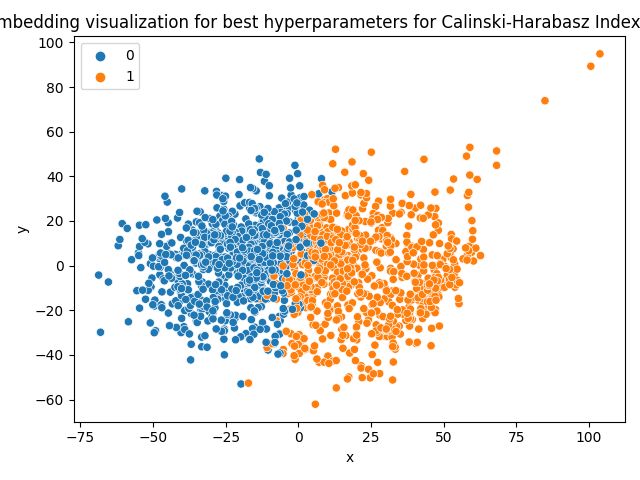 mbedding visualization for best hyperparameters for Calinski-Harabasz Index
0
1
100
80
60
40
20
0
−20
−40
−60
y
−75 −50 −25 0 25 50 75 100
x